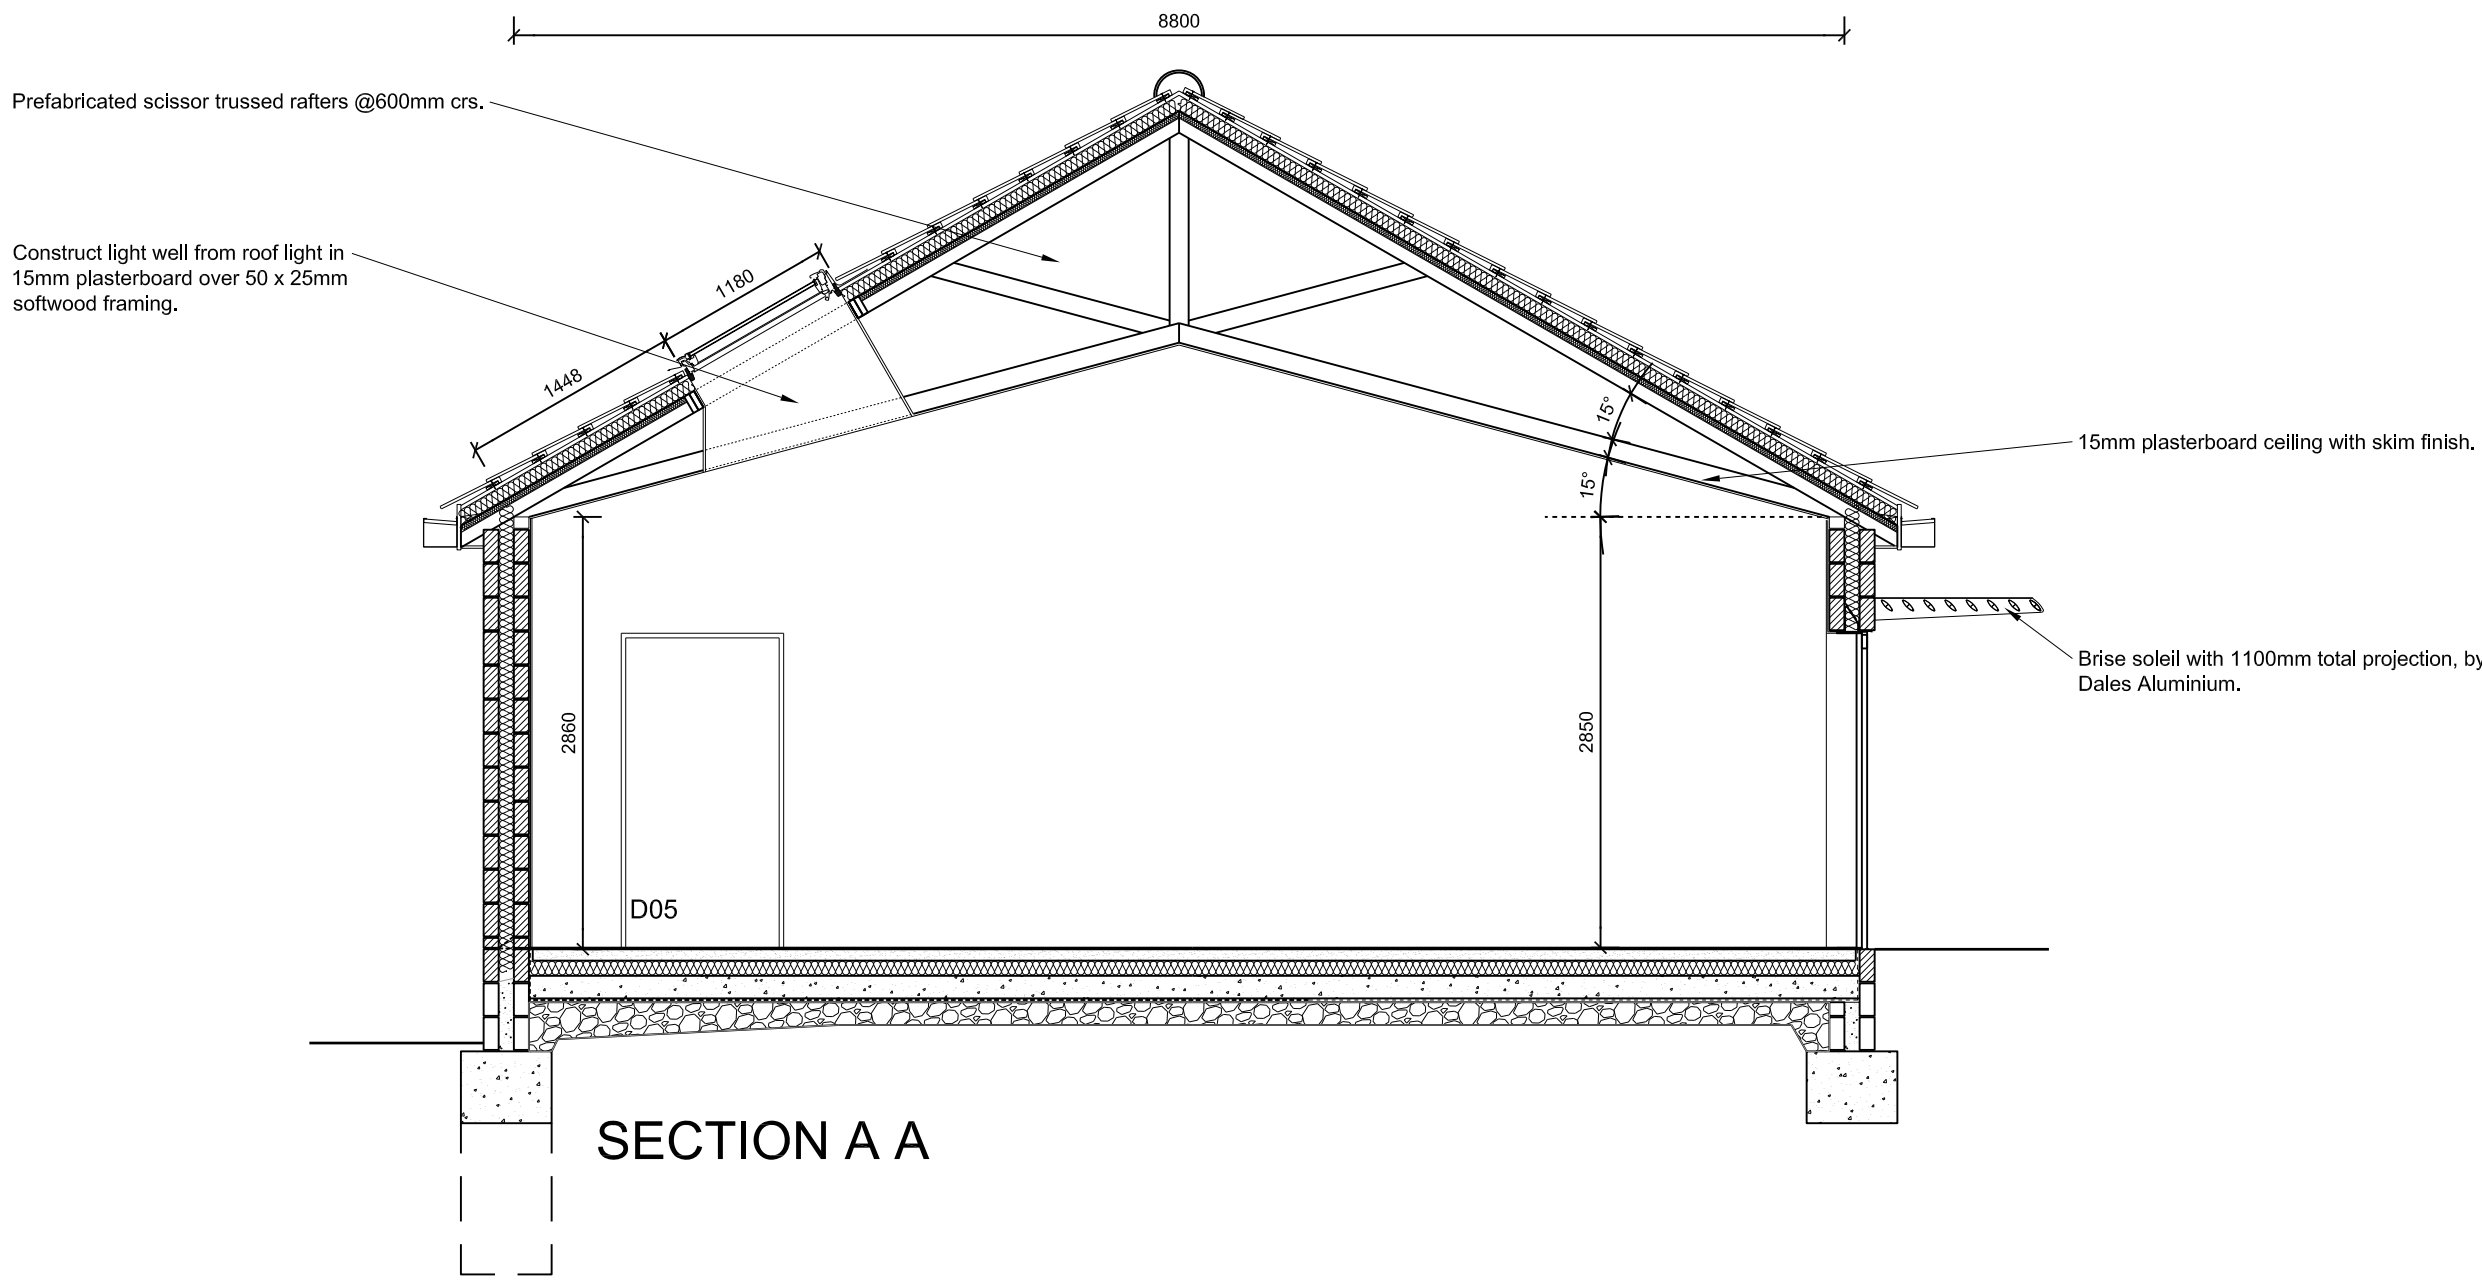 8800
Prefabricated scissor trussed rafters @600mm crs.
Construct light well from roof light in
15mm plasterboard over 50 x 25mm
softwood framing.
1180
1448
15°
15°
15mm plasterboard ceiling with skim finish.
Brise soleil with 1100mm total projection, by
Dales Aluminium.
2860
2850
D05
SECTION A A